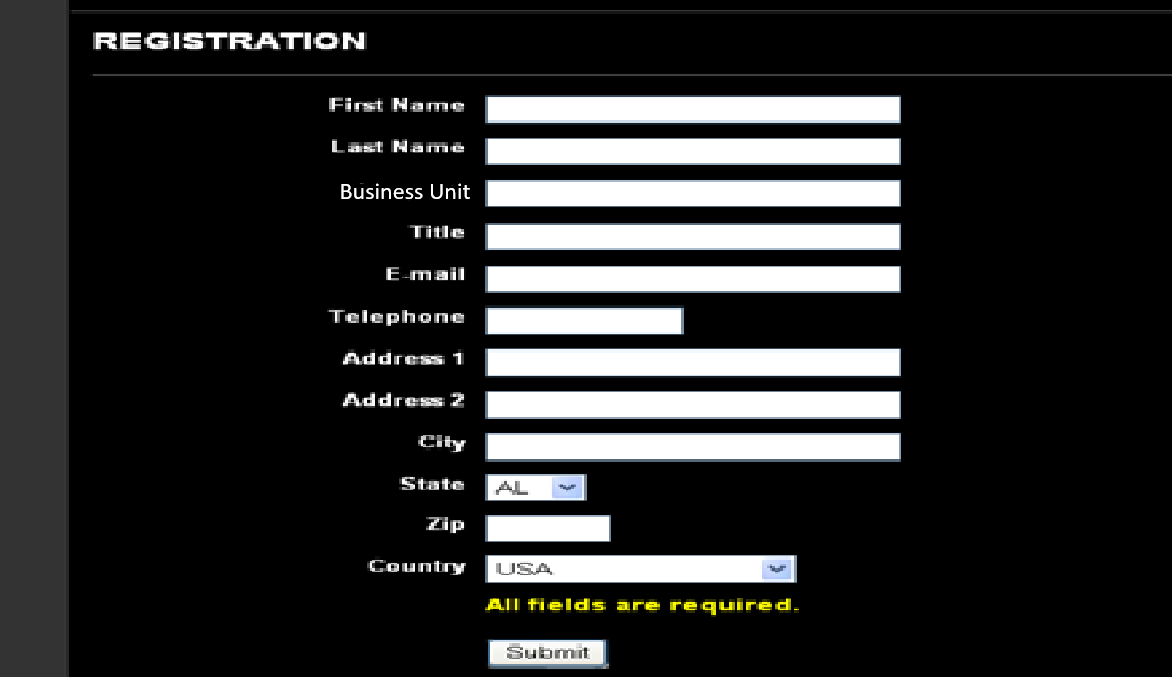 REGISTRATION
First Name
Last Name
Business Unit
Title
E-mail
Telephone
Address 1
Address 2
City
State AL
Zip
Country USA
All fields are required.
Submit